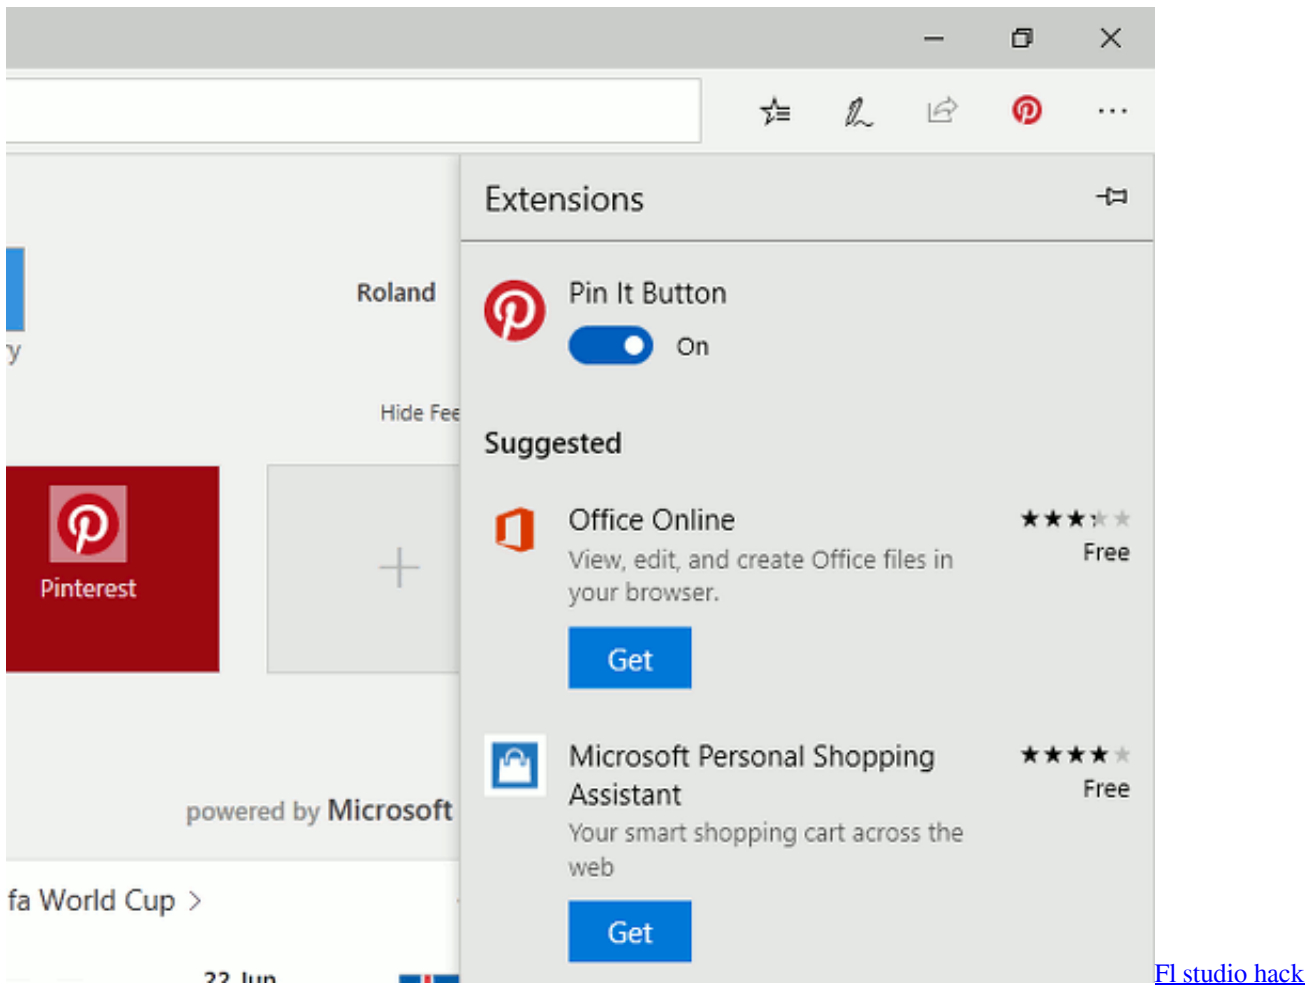 Extensions
Roland
Pin It Button
On
y
Hide Fee
Suggested
Office Online
Free
View, edit, and create Office files in
your browser.
Get
Pinterest
Microsoft Personal Shopping
Assistant
Free
Your smart shopping cart across the
web
Get
powered by Microsoft
fa World Cup >
22 Jun
Fl studio hack